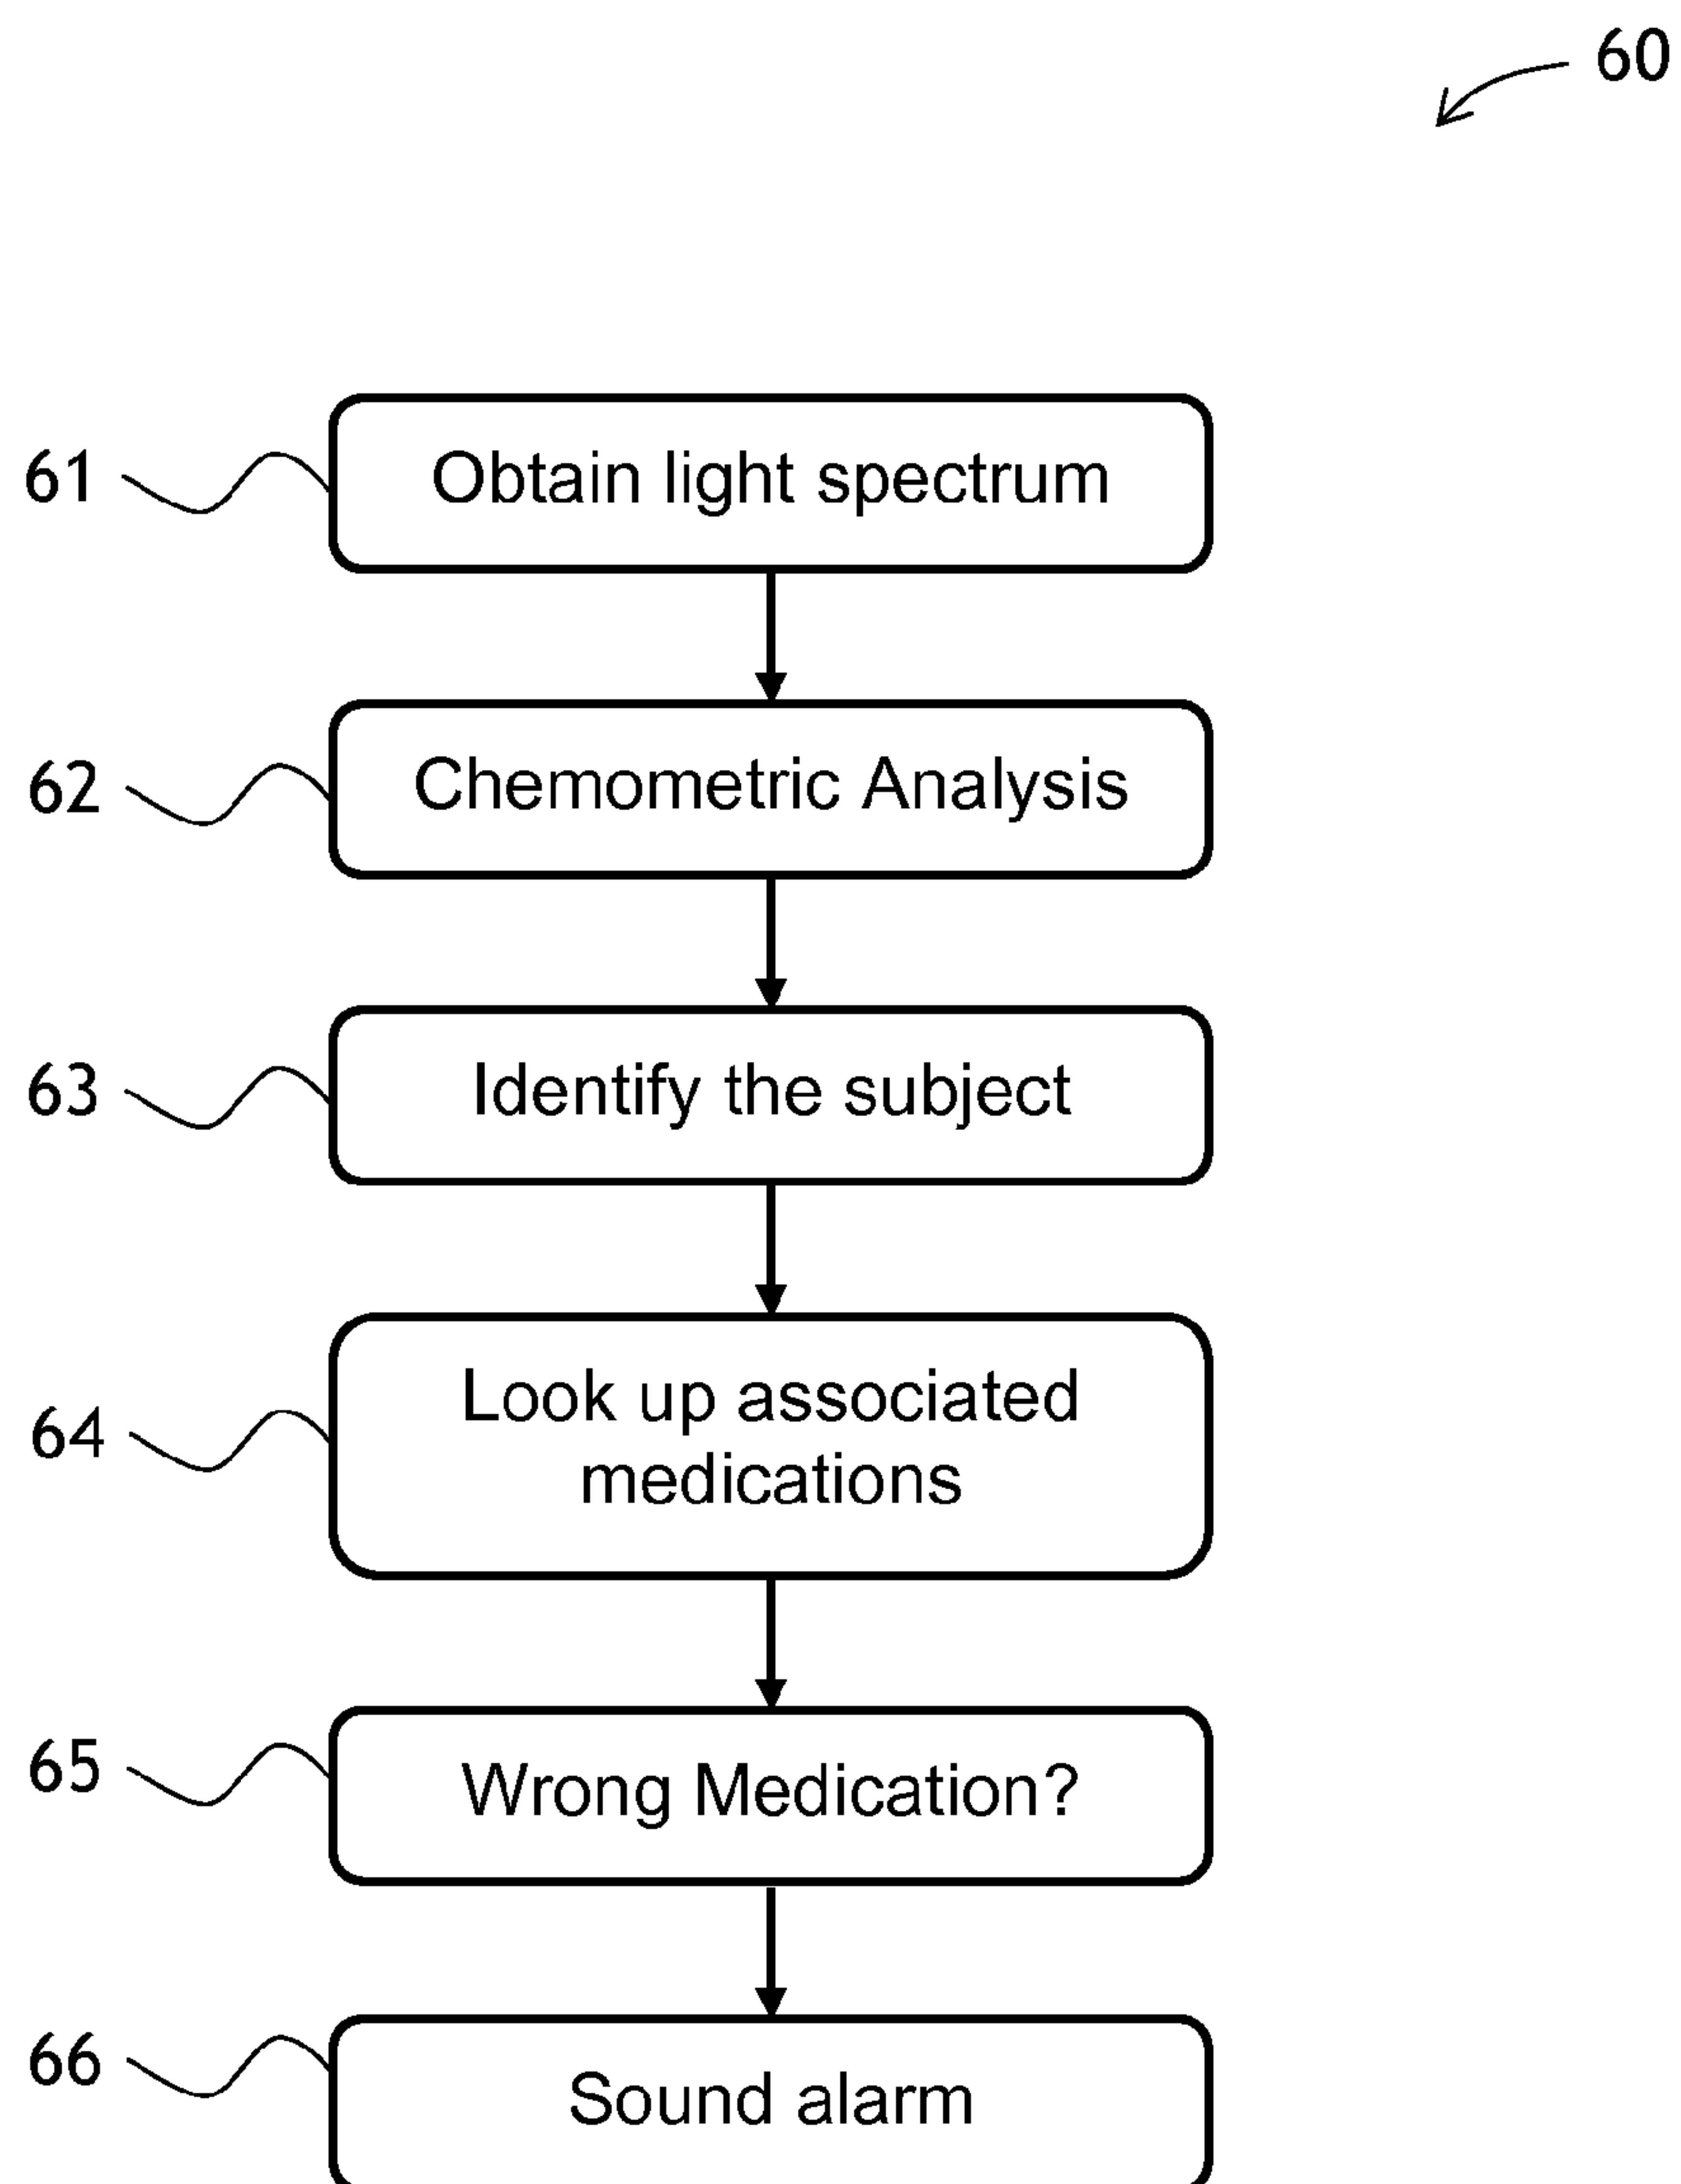 60
61 Obtain light spectrum
62 Chemometric Analysis
63 Identify the subject
64 Look up associated
medications
65 Wrong Medication?
66 Sound alarm